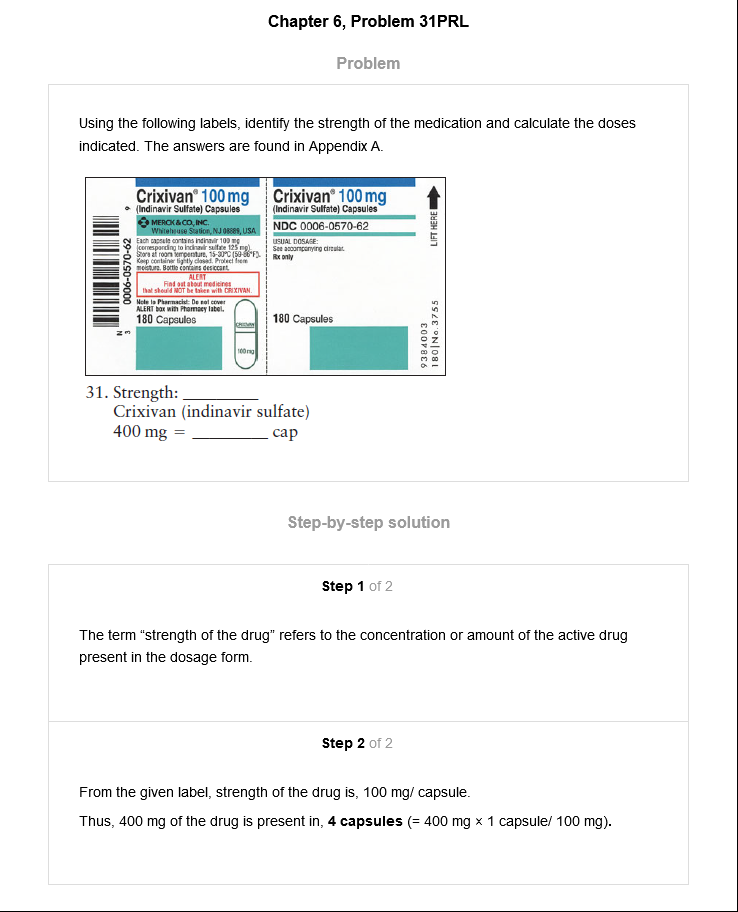 Chapter 6, Problem 31PRL
Problem
Using the following labels, identify the strength of the medication and calculate the doses
indicated. The answers are found in Appendix A.
Crixivan® 100 mg
(Indinavir Sulfate) Capsules
MERCK & CO., INC.
Whitehouse Station, NJ 08889, USA
Each capsule contains indinavir 100 mg
(corresponding to indinavir sulfate 125 mg).
Store at room temperature, 15-30°C (59-86°F).
Keep container tightly closed. Protect from
moisture. Bottle contains desiccant.
ALERT
Find out about medicines
that should NOT be taken with CRIXIVAN.
Note to Pharmacist: Do not cover
ALERT box with Pharmacy label.
180 Capsules
CRIXIVAN
100 mg
9
0006-0570-62
N 3
Crixivan® 100 mg
(Indinavir Sulfate) Capsules
NDC 0006-0570-62
USUAL DOSAGE:
See accompanying circular.
Rx only
180 Capsules
LIFT HERE
9384003
1801No. 3755
31. Strength: ________
Crixivan (indinavir sulfate)
400 mg = ________ cap
Step-by-step solution
Step 1 of 2
The term “strength of the drug” refers to the concentration or amount of the active drug
present in the dosage form.
Step 2 of 2
From the given label, strength of the drug is, 100 mg/ capsule.
Thus, 400 mg of the drug is present in, 4 capsules (= 400 mg × 1 capsule/ 100 mg).